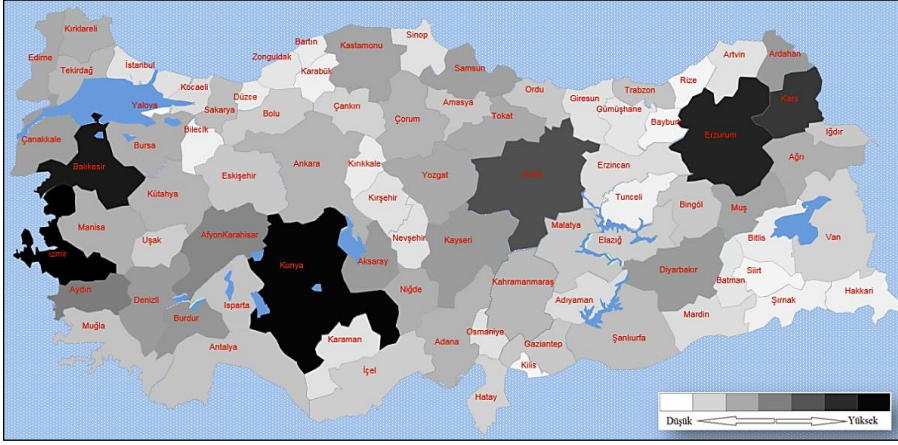 Kırklareli
Edirne
Tekirdağ
İstanbul
Kocaeli
Yalova
Sakarya
Düzce
Zonguldak
Bartın
Karabük
Kastamonu
Sinop
Samsun
Ordu
Giresun
Trabzon
Rize
Artvin
Ardahan
Kars
Gümüşhane
Bayburt
Erzurum
Iğdır
Ağrı
Çanakkale
Balıkesir
Bursa
Bilecik
Bolu
Çankırı
Çorum
Amasya
Tokat
Sivas
Erzincan
Tunceli
Bingöl
Muş
Bitlis
Van
Kütahya
Eskişehir
Ankara
Kırıkkale
Yozgat
Kırşehir
Nevşehir
Kayseri
Malatya
Elazığ
Diyarbakır
Batman
Siirt
Şırnak
Hakkari
Manisa
Uşak
AfyonKarahisar
izmir
Konya
Aksaray
Niğde
Kahramanmaraş
Adıyaman
Şanlıurfa
Mardin
Aydın
Denizli
Burdur
Isparta
Muğla
Antalya
Karaman
İçel
Adana
Osmaniye
Gaziantep
Kilis
Hatay
Düşük
Yüksek